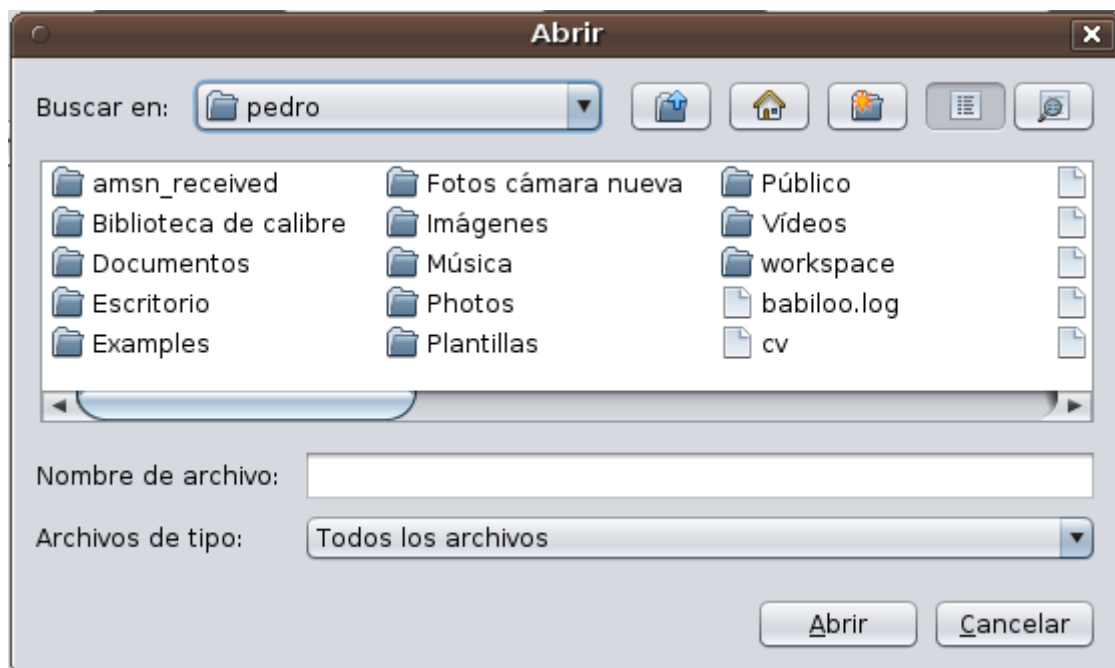 Abrir
Buscar en: pedro
amsn_received Fotos cámara nueva Público
Biblioteca de calibre Imágenes Vídeos
Documentos Música workspace
Escritorio Photos babiloo.log
Examples Plantillas cv
Nombre de archivo:
Archivos de tipo: Todos los archivos
Abrir Cancelar